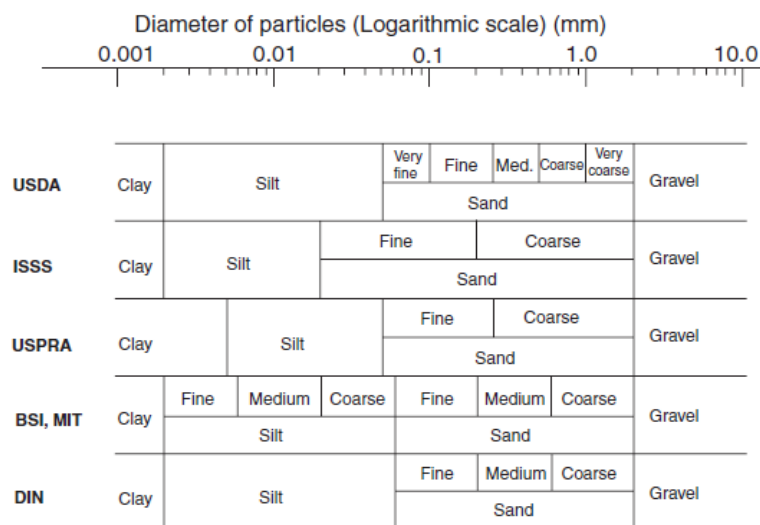 Diameter of particles (Logarithmic scale) (mm)
0.001 0.01 0.1 1.0 10.0
USDA Clay Silt Very fine Fine Med. Coarse Very coarse Gravel
Sand
ISSS Clay Silt Fine Coarse Gravel
Sand
USPRA Clay Silt Fine Coarse Gravel
Sand
BSI, MIT Clay Fine Medium Coarse Fine Medium Coarse Gravel
Silt Sand
DIN Clay Silt Fine Medium Coarse Gravel
Sand